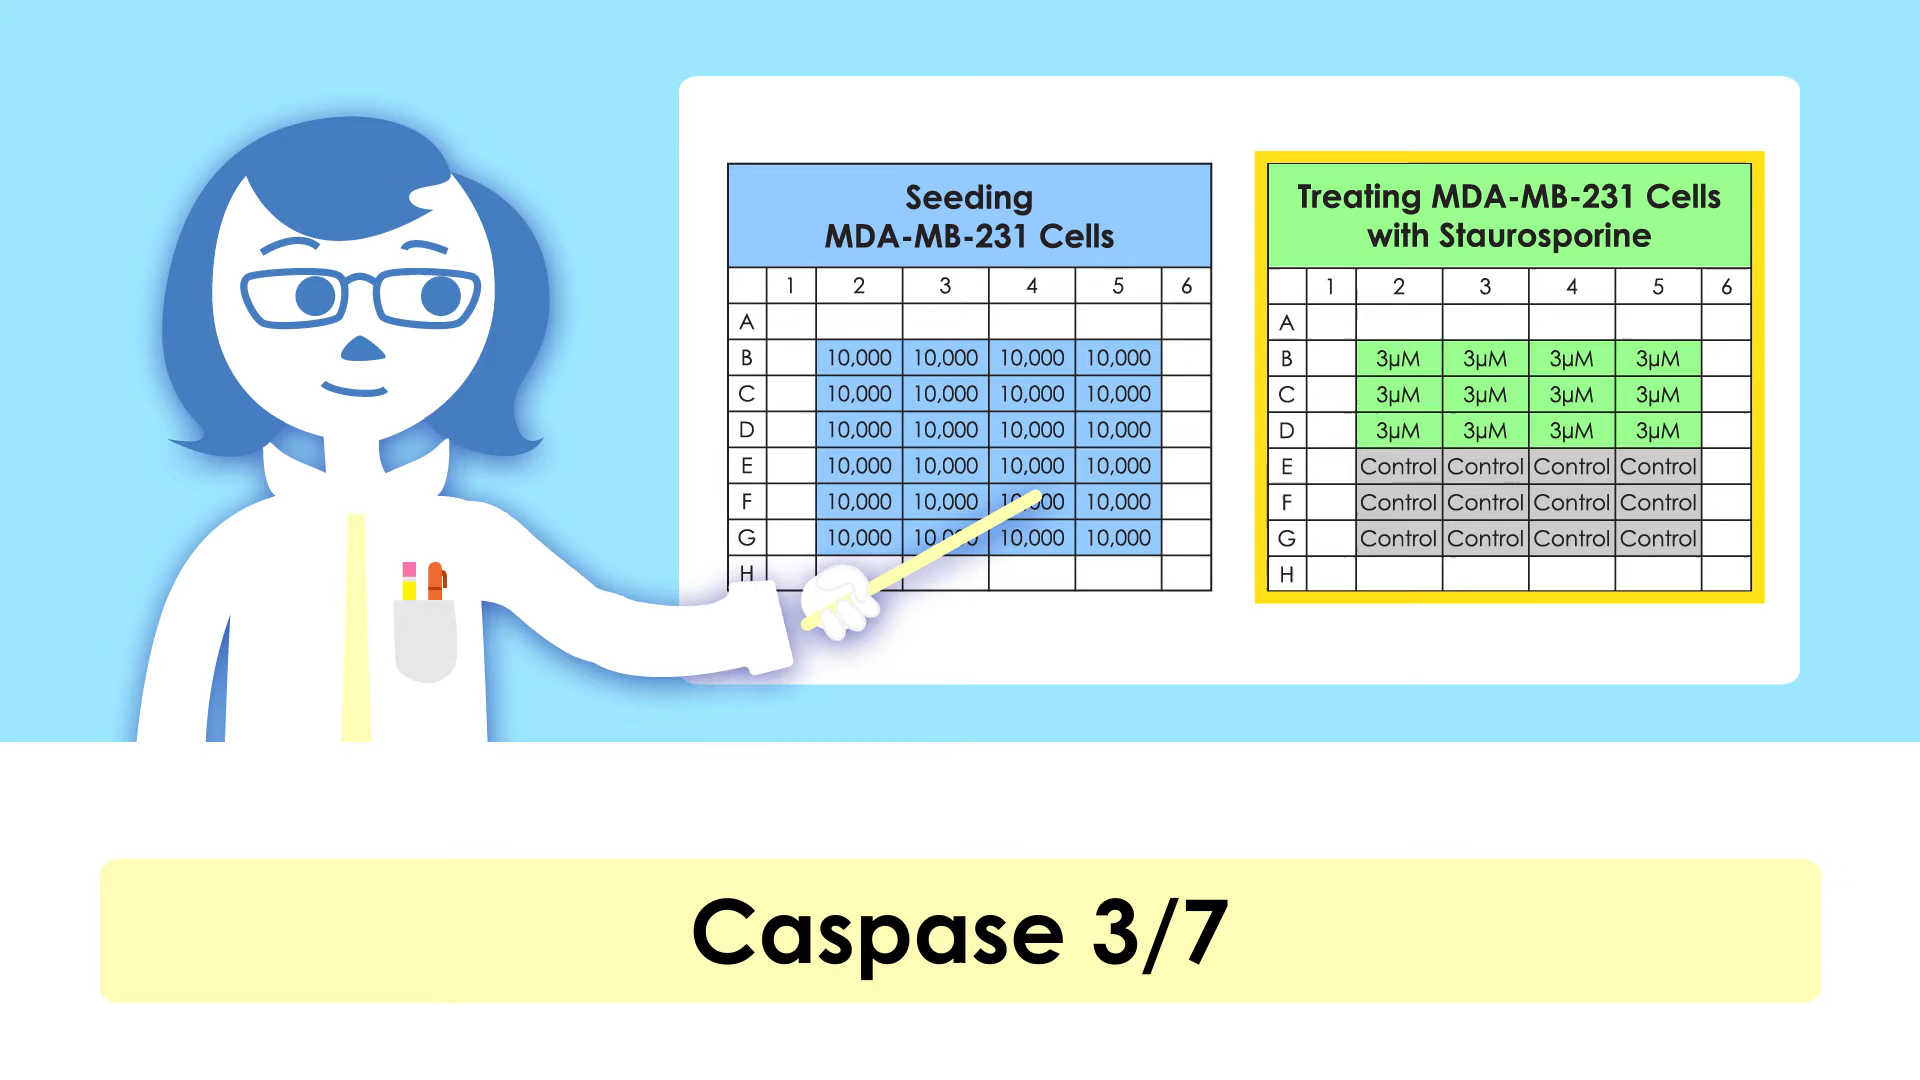 Seeding
MDA-MB-231 Cells
1 2 3 4 5 6
A
B 10,000 10,000 10,000 10,000
C 10,000 10,000 10,000 10,000
D 10,000 10,000 10,000 10,000
E 10,000 10,000 10,000 10,000
F 10,000 10,000 10,000 10,000
G 10,000 10,000 10,000 10,000
H
Treating MDA-MB-231 Cells
with Staurosporine
1 2 3 4 5 6
A
B 3µM 3µM 3µM 3µM
C 3µM 3µM 3µM 3µM
D 3µM 3µM 3µM 3µM
E Control Control Control Control
F Control Control Control Control
G Control Control Control Control
H
Caspase 3/7